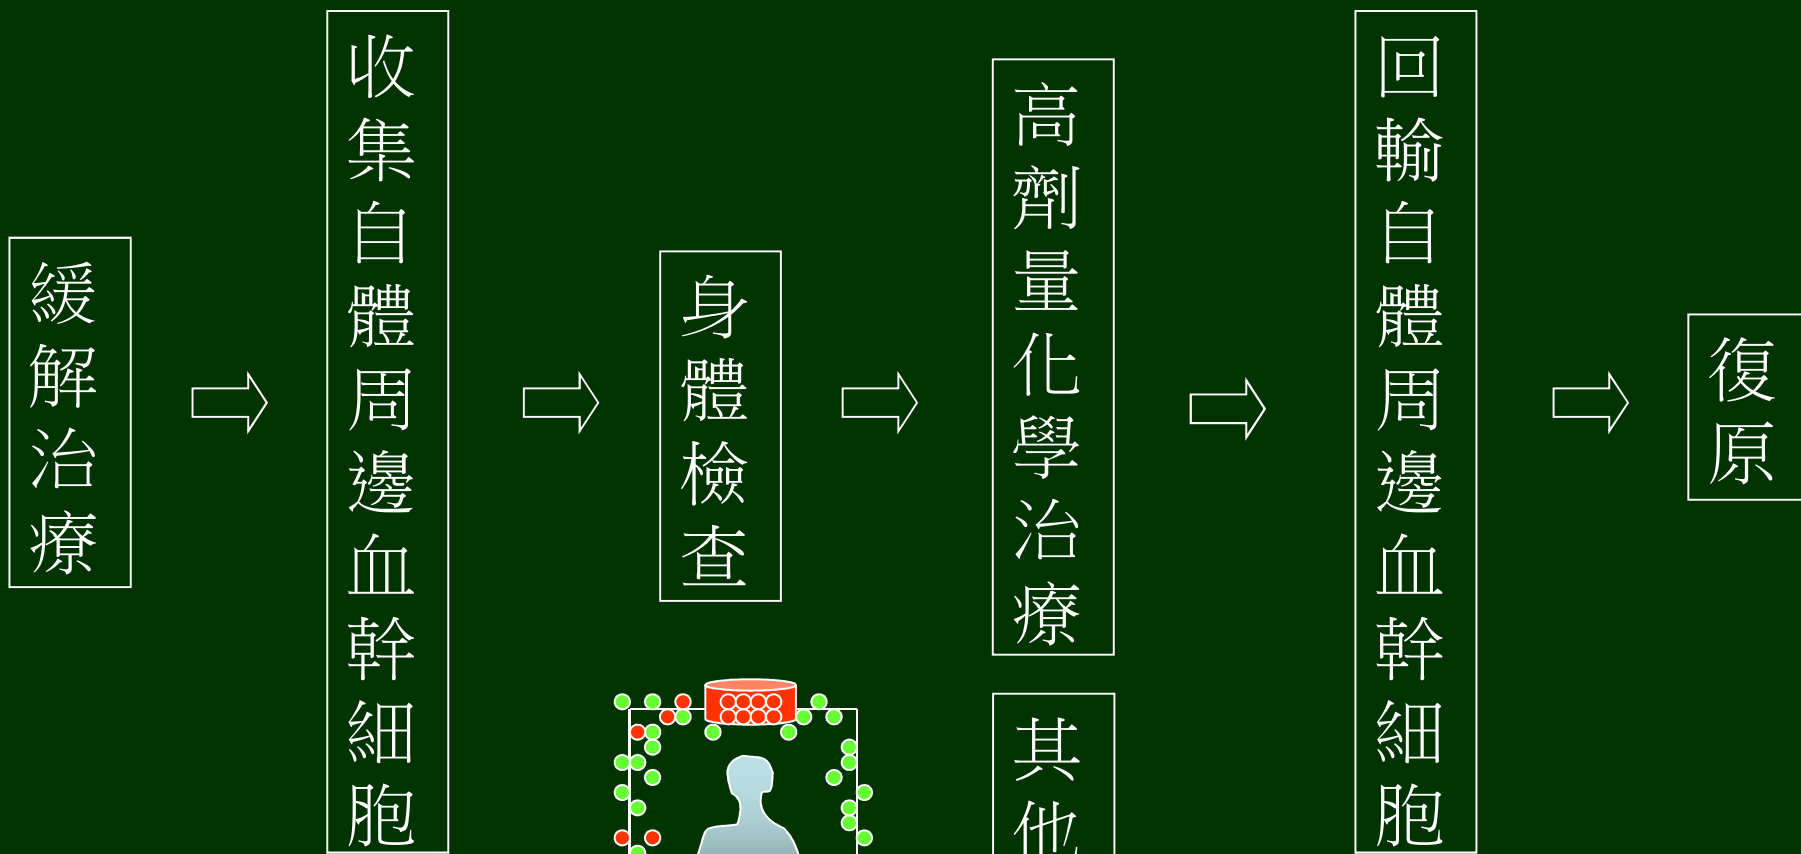 緩解治療
收集自體周邊血幹細胞
身體檢查
高劑量化學治療
其他
回輸自體周邊血幹細胞
復原